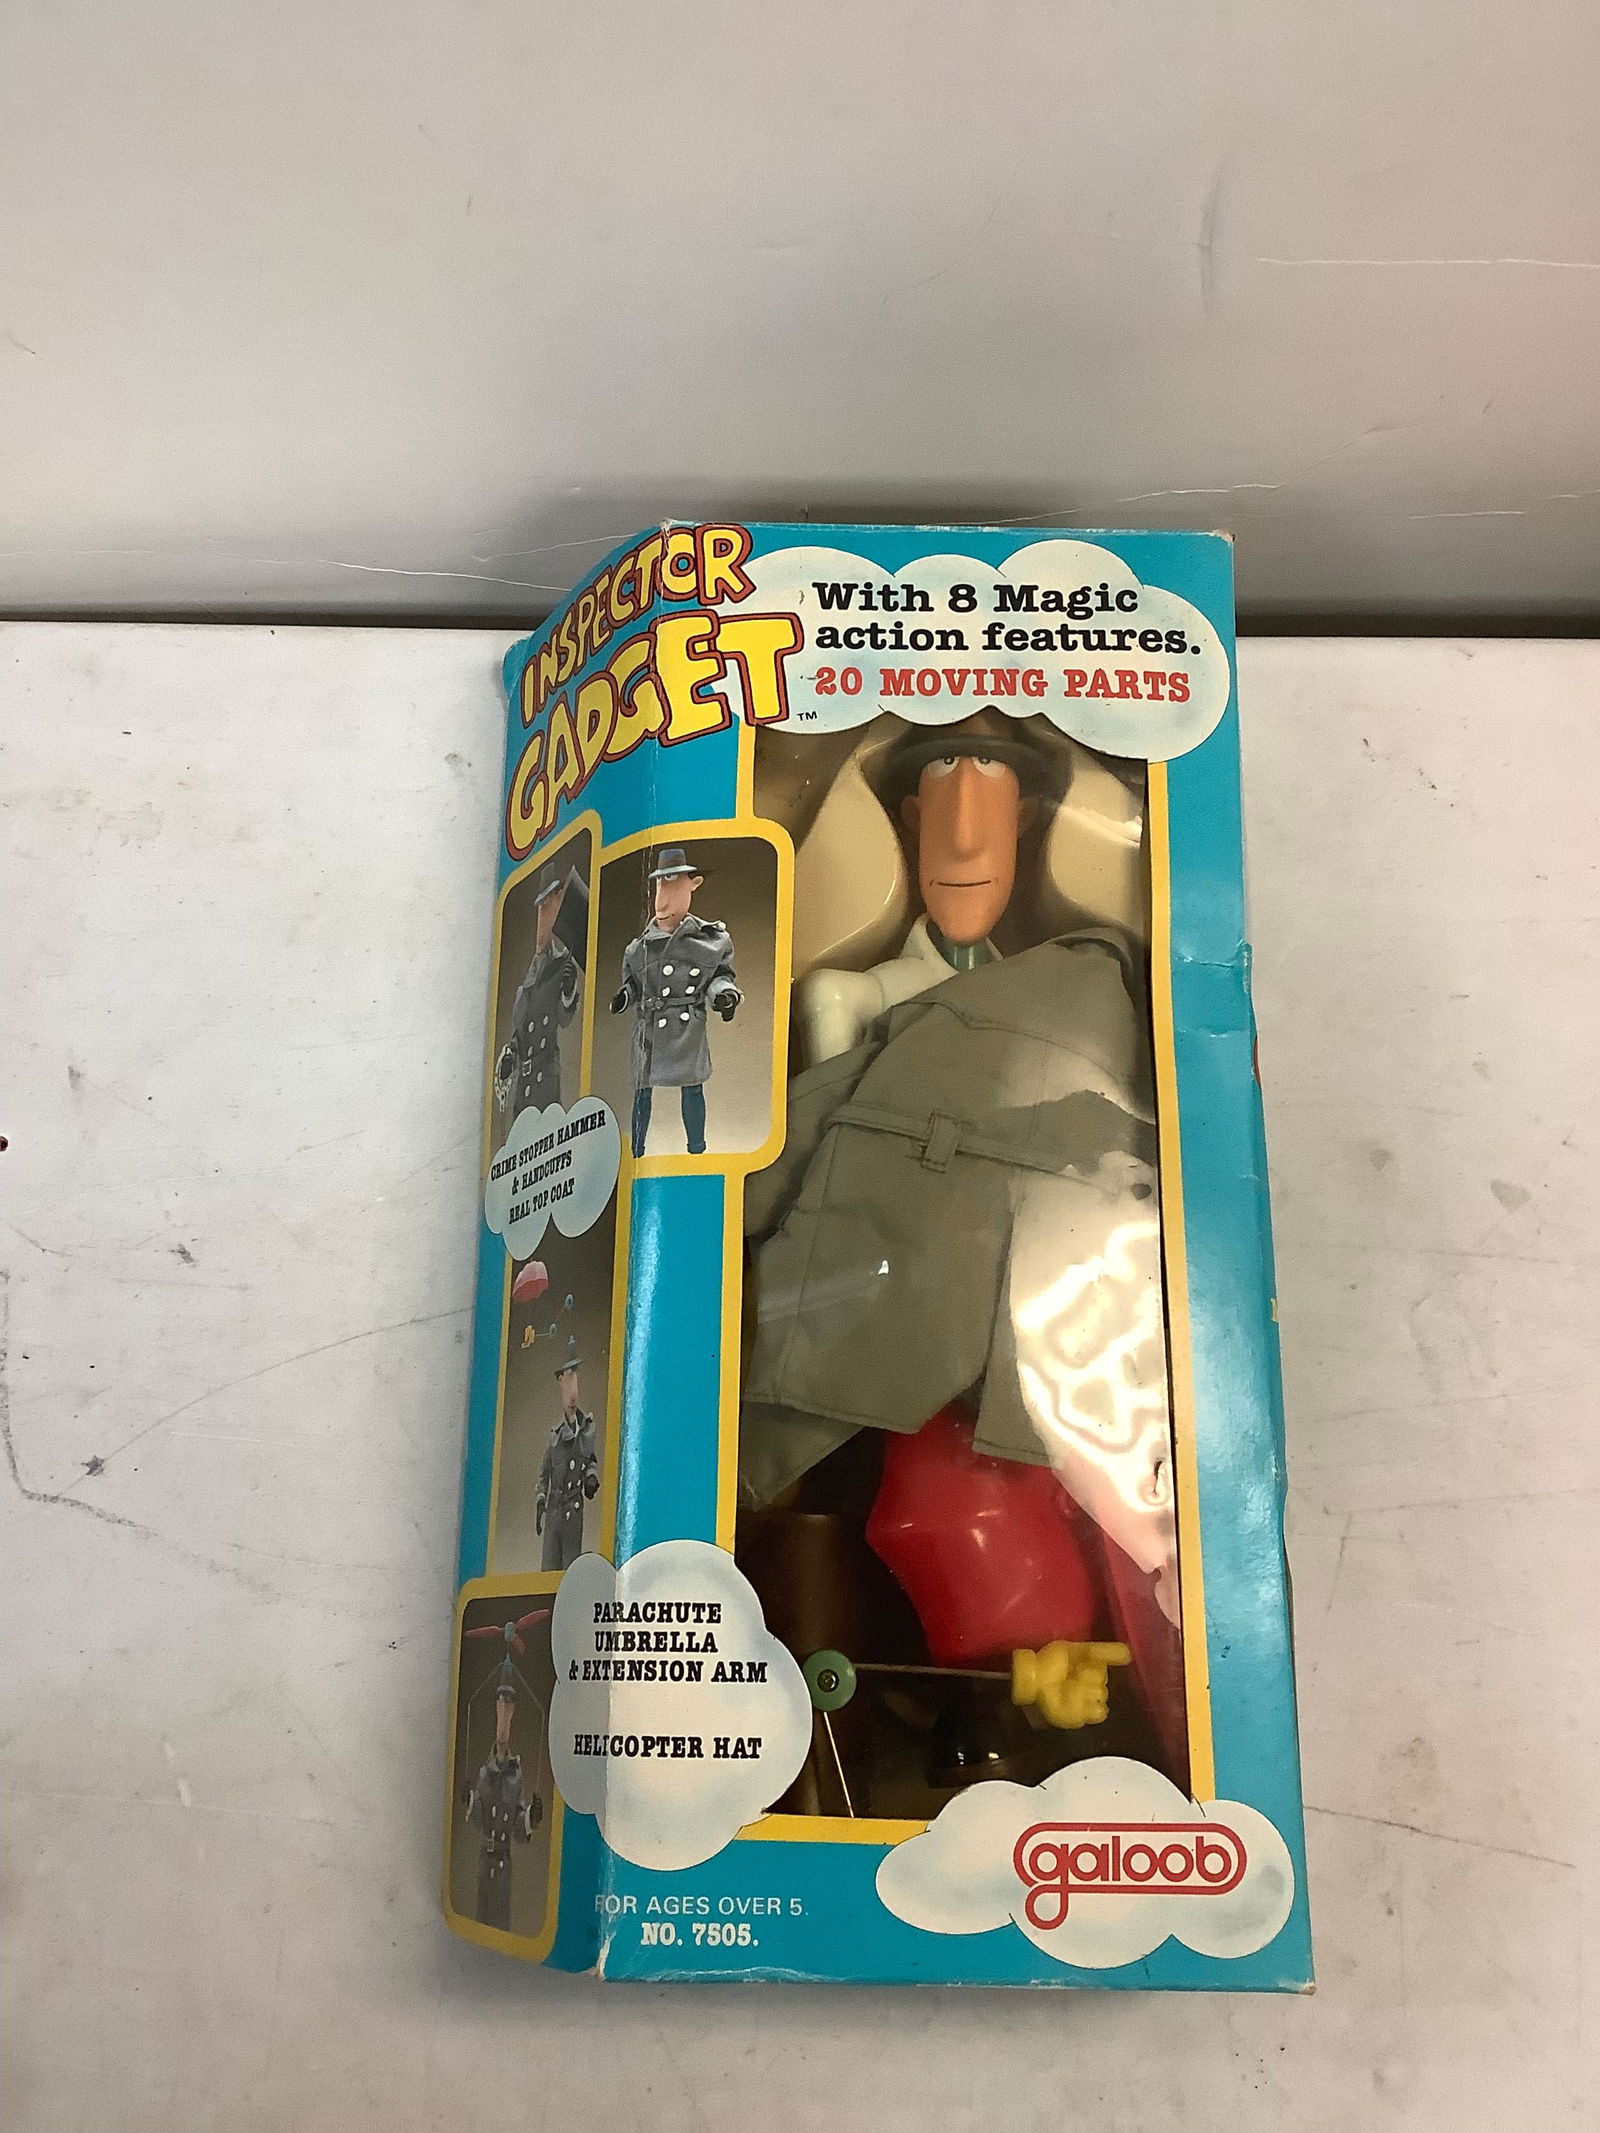 INSPECTOR
GADGET
TM
With 8 Magic
action features.
20 MOVING PARTS
CRIME STOPPER HAMMER
& HANDCUFFS
REAL TOP COAT
PARACHUTE
UMBRELLA
& EXTENSION ARM
HELICOPTER HAT
galoob
FOR AGES OVER 5.
NO. 7505.